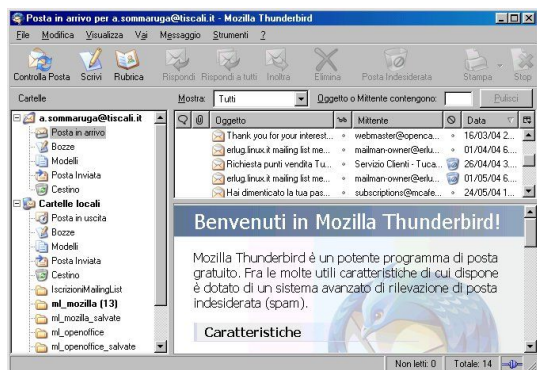 Posta in arrivo per a.sommaruga@tiscali.it - Mozilla Thunderbird
File Modifica Visualizza Vai Messaggio Strumenti ?
Controlla Posta Scrivi Rubrica Rispondi Rispondi a tutti Inoltra Elimina Posta Indesiderata Stampa Stop
Cartelle Mostra: Tutti Oggetto o Mittente contengono: Pulisci
a.sommaruga@tiscali.it
Posta in arrivo
Bozze
Modelli
Posta Inviata
Cestino
Cartelle locali
Posta in uscita
Bozze
Modelli
Posta Inviata
Cestino
IscrizioniMailingList
ml_mozilla (13)
ml_mozilla_salvate
ml_openoffice
ml_openoffice_salvate
Oggetto Mittente Data
Thank you for your interest... webmaster@openca... 16/03/04 2...
erlug.linux.it mailing list me... mailman-owner@erlu... 01/04/04 6...
Richiesta punti vendita Tu... Servizio Clienti - Tuca... 26/04/04 3...
erlug.linux.it mailing list me... mailman-owner@erlu... 01/05/04 6...
Hai dimenticato la tua pas... subscriptions@mcafe... 24/05/04 1...
Benvenuti in Mozilla Thunderbird!
Mozilla Thunderbird è un potente programma di posta
gratuito. Fra le molte utili caratteristiche di cui dispone
è dotato di un sistema avanzato di rilevazione di posta
indesiderata (spam).
Caratteristiche
Non letti: 0 Totale: 14